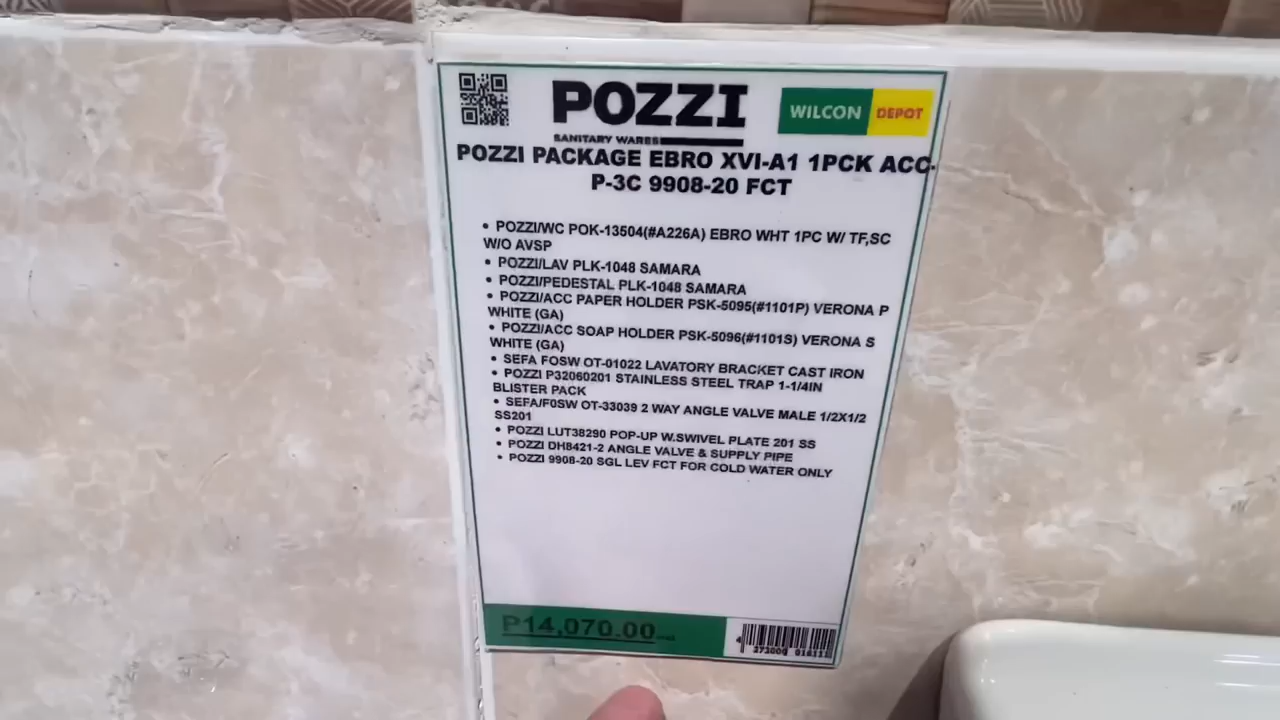 POZZI
SANITARY WARES
WILCON DEPOT
POZZI PACKAGE EBRO XVI-A1 1PCK ACC-
P-3C 9908-20 FCT
• POZZI/WC POK-13504(#A226A) EBRO WHT 1PC W/ TF,SC
W/O AVSP
• POZZI/LAV PLK-1048 SAMARA
• POZZI/PEDESTAL PLK-1048 SAMARA
• POZZI/ACC PAPER HOLDER PSK-5095(#1101P) VERONA P
WHITE (GA)
• POZZI/ACC SOAP HOLDER PSK-5096(#1101S) VERONA S
WHITE (GA)
• SEFA FOSW OT-01022 LAVATORY BRACKET CAST IRON
• POZZI P32060201 STAINLESS STEEL TRAP 1-1/4IN
BLISTER PACK
• SEFA/F0SW OT-33039 2 WAY ANGLE VALVE MALE 1/2X1/2
SS201
• POZZI LUT38290 POP-UP W.SWIVEL PLATE 201 SS
• POZZI DH8421-2 ANGLE VALVE & SUPPLY PIPE
• POZZI 9908-20 SGL LEV FCT FOR COLD WATER ONLY
P14,070.00